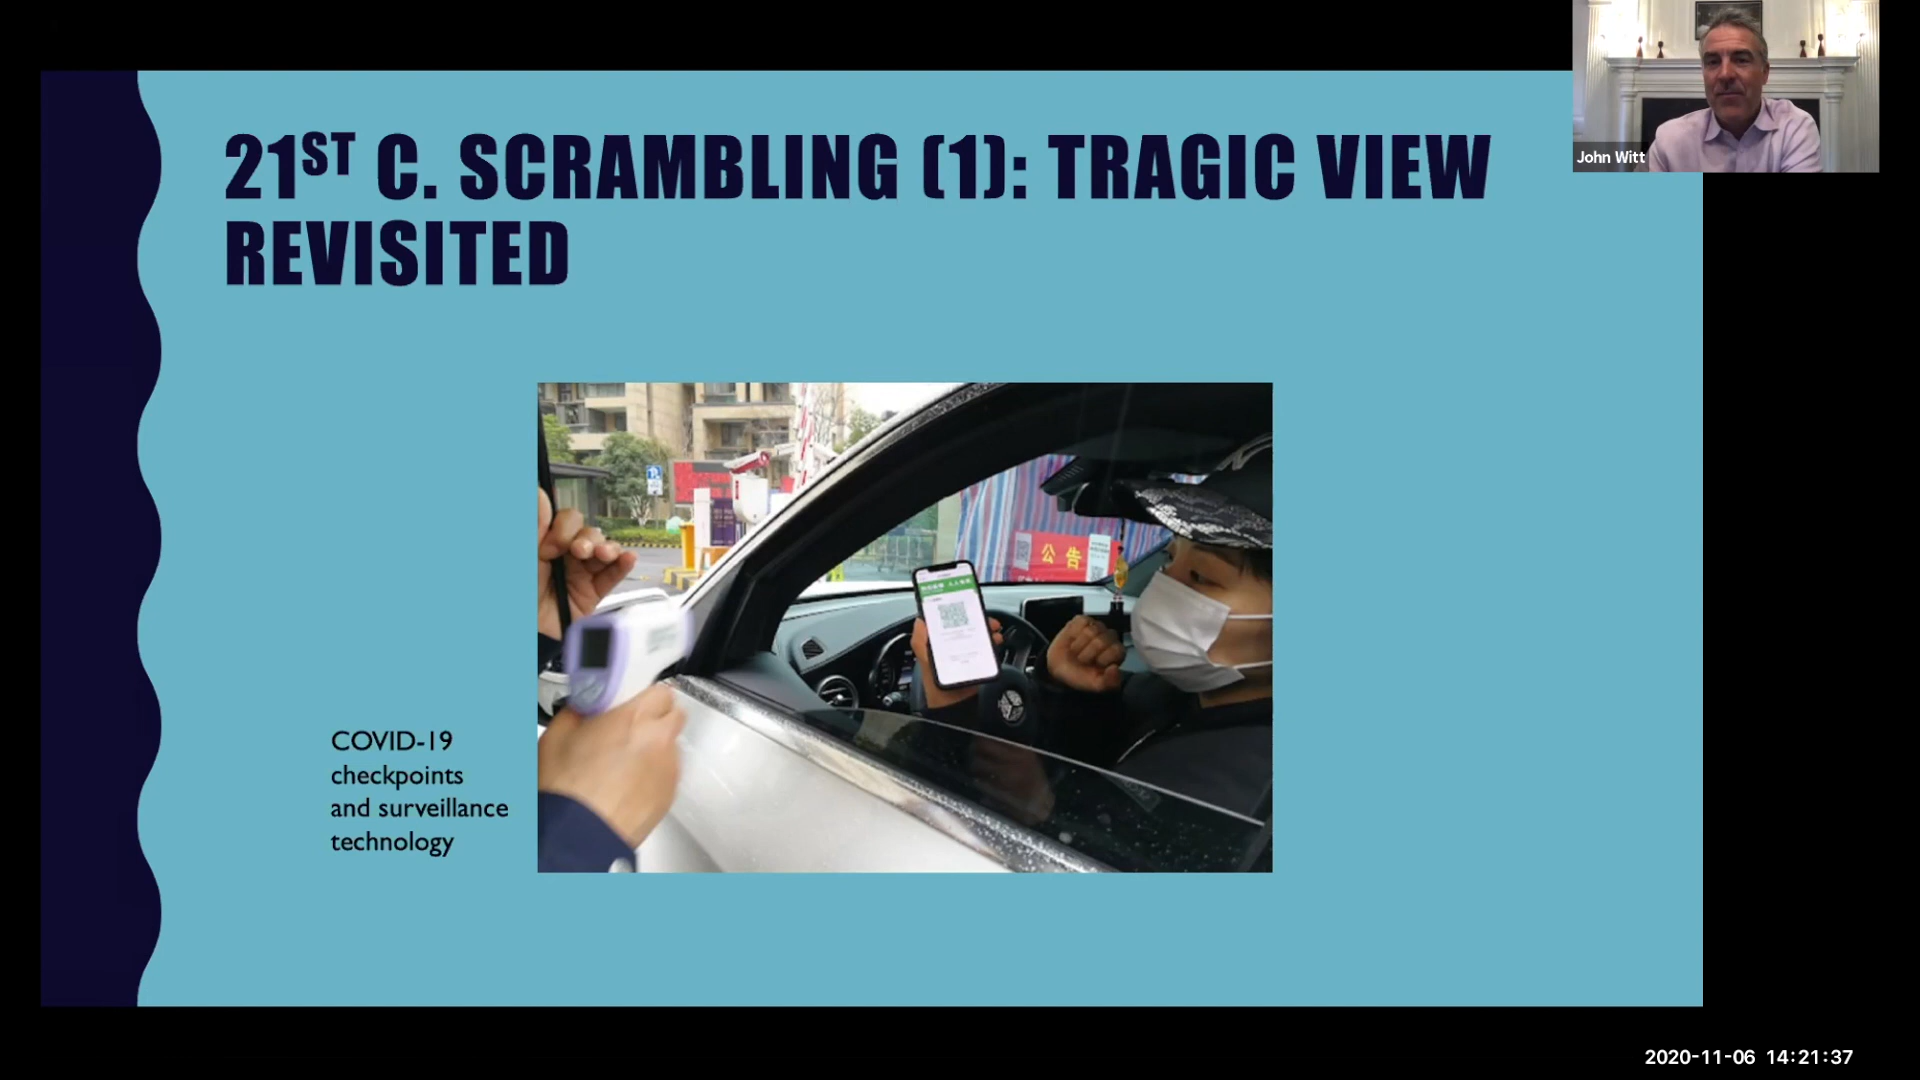 21ST C. SCRAMBLING (1): TRAGIC VIEW
REVISITED
John Witt
公告
COVID-19
checkpoints
and surveillance
technology
2020-11-06 14:21:37